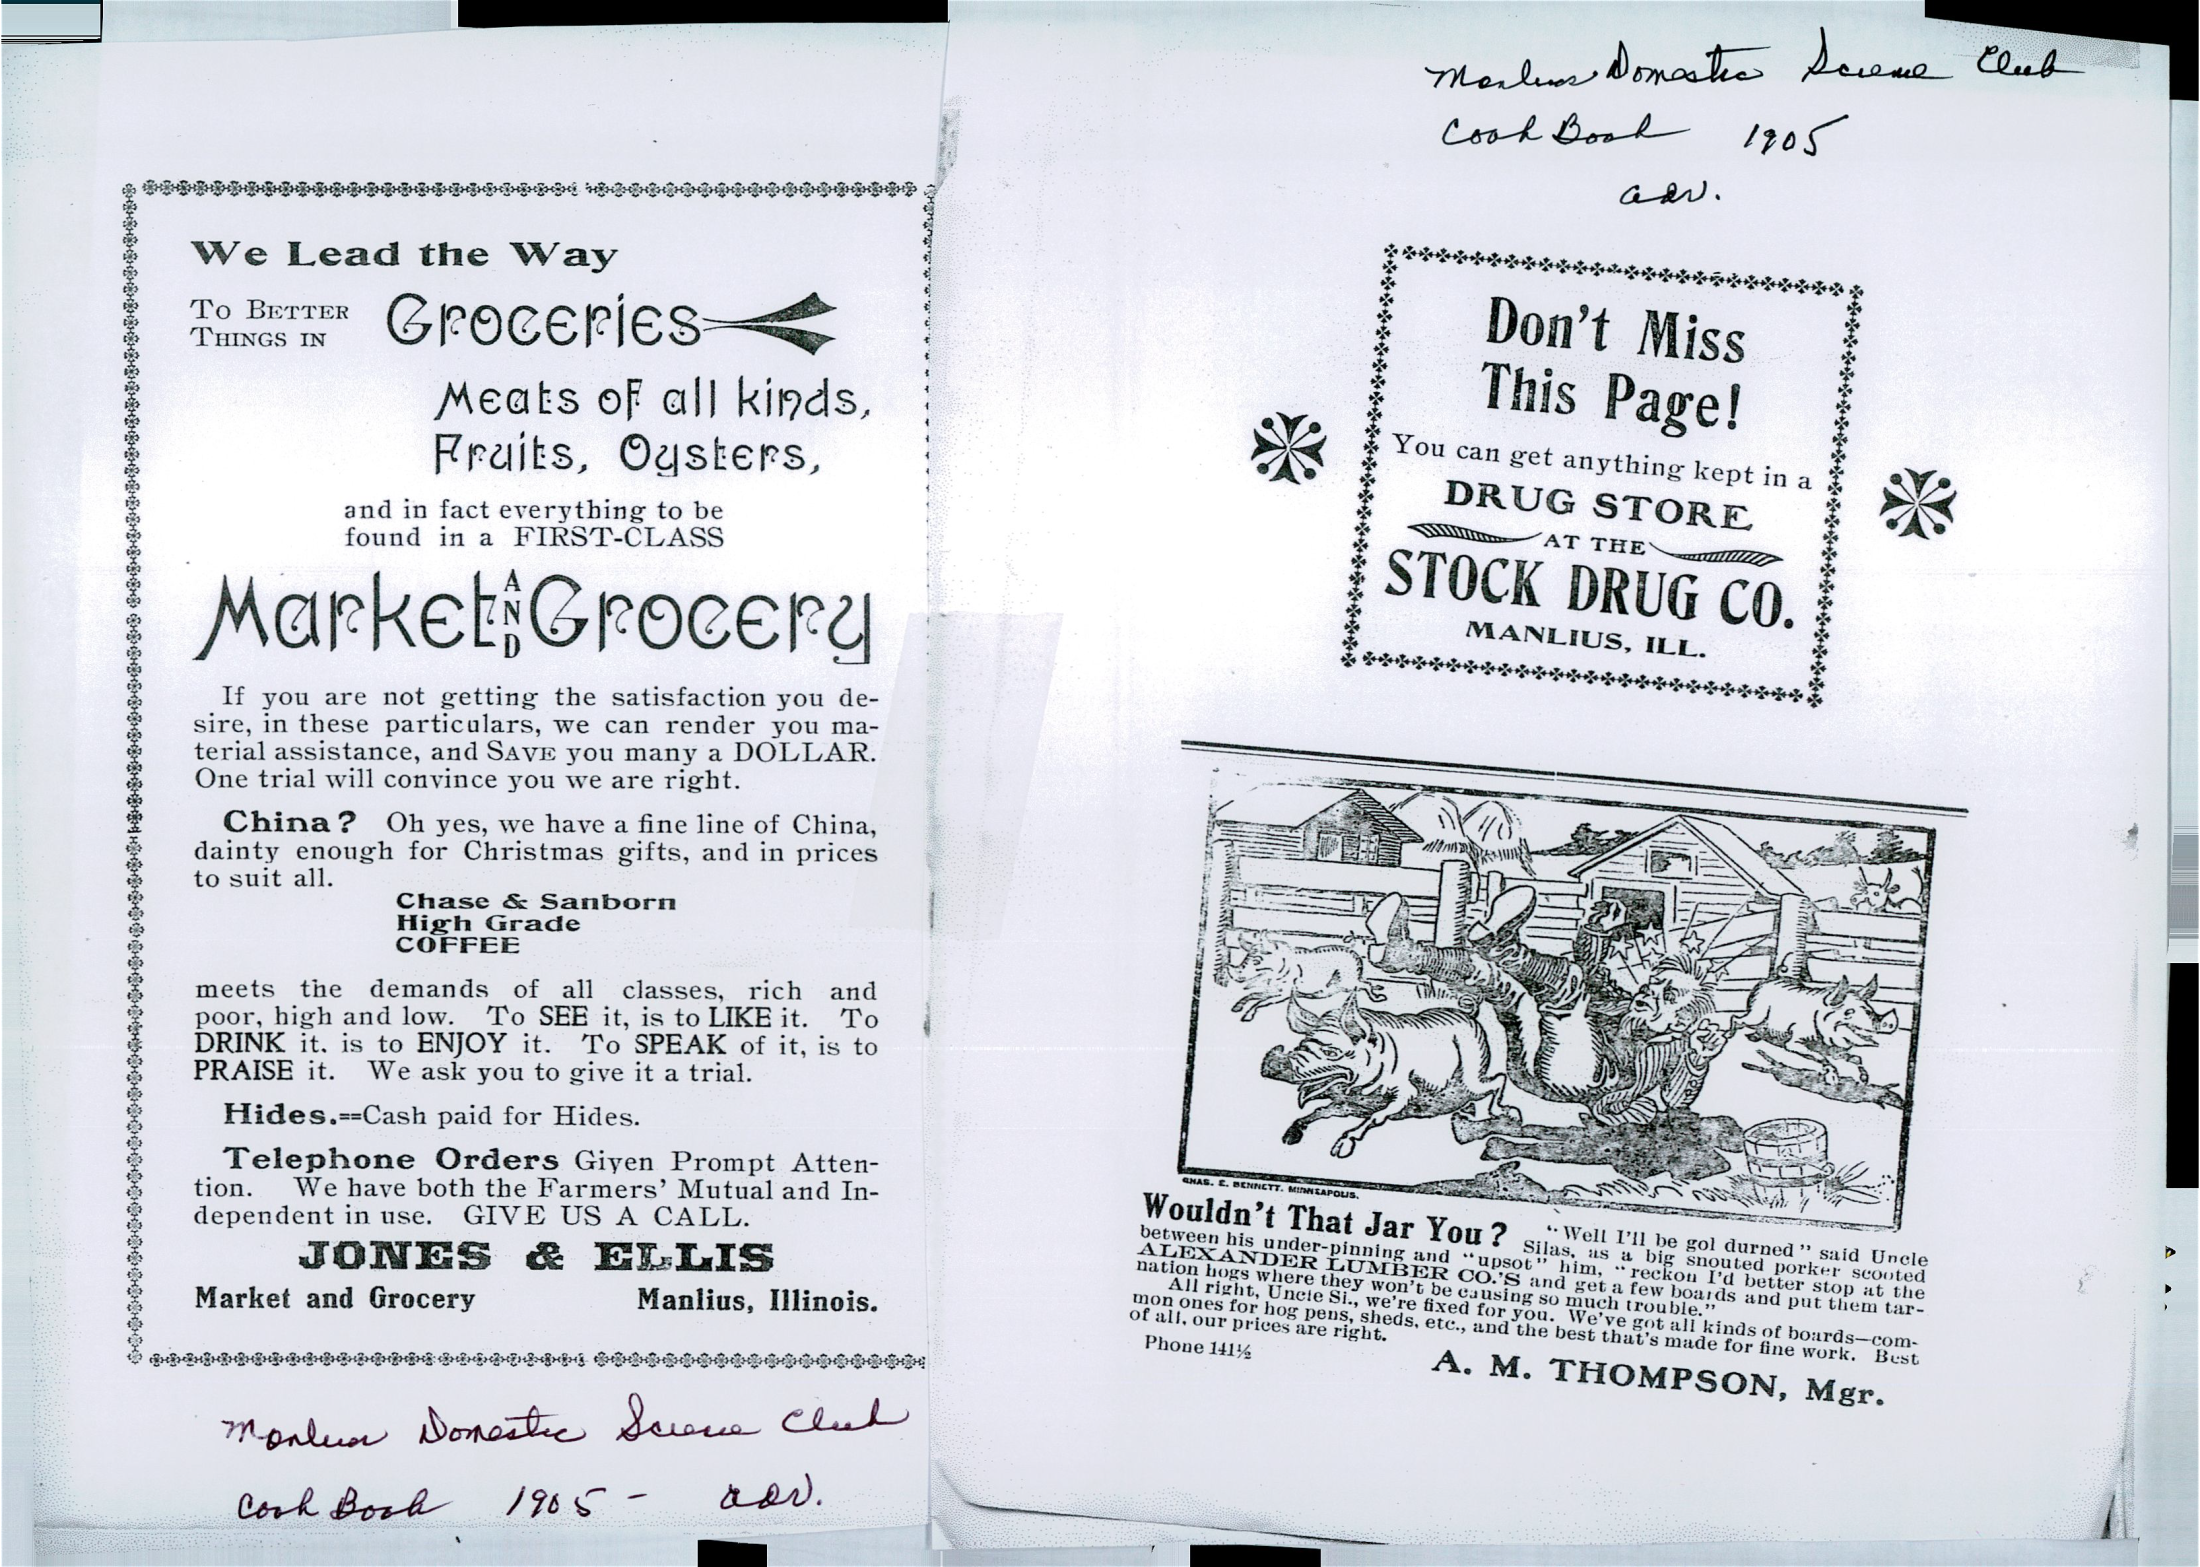 We Lead the Way
To Better
Things in
Groceries
Meats of all kinds,
Fruits, Oysters,
and in fact everything to be
found in a FIRST-CLASS
Market AND Grocery
If you are not getting the satisfaction you de-
sire, in these particulars, we can render you ma-
terial assistance, and SAVE you many a DOLLAR.
One trial will convince you we are right.
China? Oh yes, we have a fine line of China,
dainty enough for Christmas gifts, and in prices
to suit all.
Chase & Sanborn
High Grade
COFFEE
meets the demands of all classes, rich and
poor, high and low. To SEE it, is to LIKE it. To
DRINK it. is to ENJOY it. To SPEAK of it, is to
PRAISE it. We ask you to give it a trial.
Hides.==Cash paid for Hides.
Telephone Orders Given Prompt Atten-
tion. We have both the Farmers' Mutual and In-
dependent in use. GIVE US A CALL.
JONES & ELLIS
Market and Grocery Manlius, Illinois.
Manlius Domestic Science Club
Cook Book 1905 - adv.
Manlius Domestic Science Club
Cook Book 1905
adv.
Don't Miss
This Page!
You can get anything kept in a
DRUG STORE
AT THE
STOCK DRUG CO.
MANLIUS, ILL.
CHAS. E. BENNETT. MINNEAPOLIS.
Wouldn't That Jar You? "Well I'll be gol durned" said Uncle
Silas, as a big snouted porker scooted
between his under-pinning and "upsot" him, "reckon I'd better stop at the
ALEXANDER LUMBER CO.'S and get a few boards and put them tar-
nation hogs where they won't be causing so much trouble."
All right, Uncle Si., we're fixed for you. We've got all kinds of boards—com-
mon ones for hog pens, sheds, etc., and the best that's made for fine work. Best
of all, our prices are right.
Phone 141½
A. M. THOMPSON, Mgr.